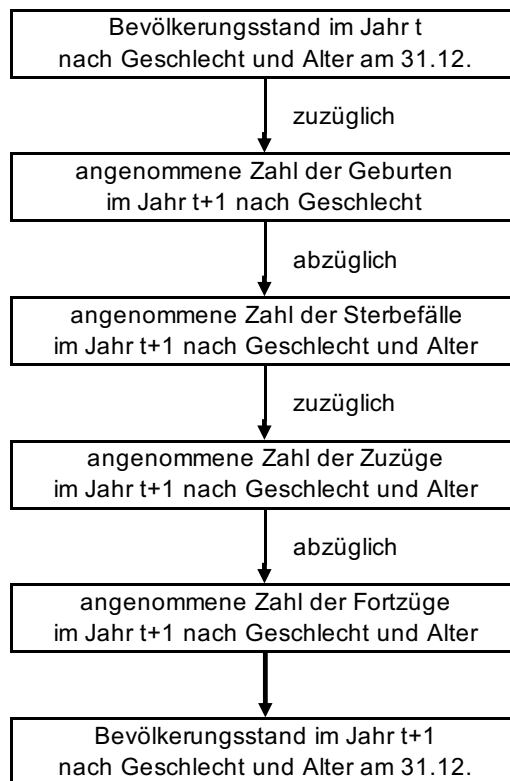 Bevölkerungsstand im Jahr t
nach Geschlecht und Alter am 31.12.
zuzüglich
angenommene Zahl der Geburten
im Jahr t+1 nach Geschlecht
abzüglich
angenommene Zahl der Sterbefälle
im Jahr t+1 nach Geschlecht und Alter
zuzüglich
angenommene Zahl der Zuzüge
im Jahr t+1 nach Geschlecht und Alter
abzüglich
angenommene Zahl der Fortzüge
im Jahr t+1 nach Geschlecht und Alter
Bevölkerungsstand im Jahr t+1
nach Geschlecht und Alter am 31.12.